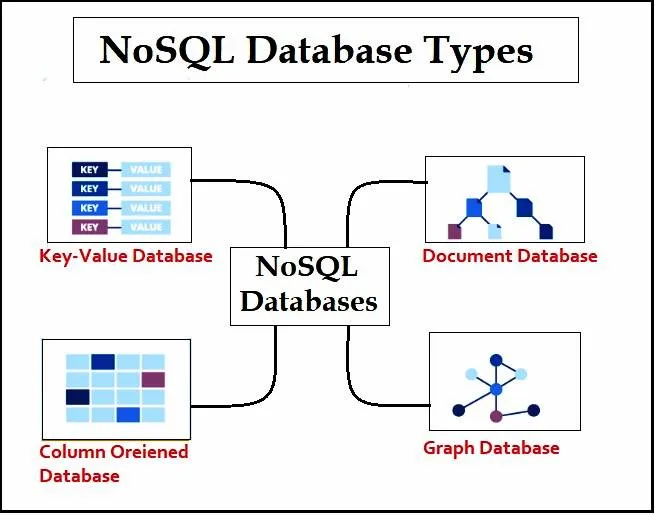 NoSQL Database Types
KEY VALUE
KEY VALUE
KEY VALUE
KEY VALUE
Key-Value Database
Document Database
NoSQL
Databases
Column Oreiened
Database
Graph Database